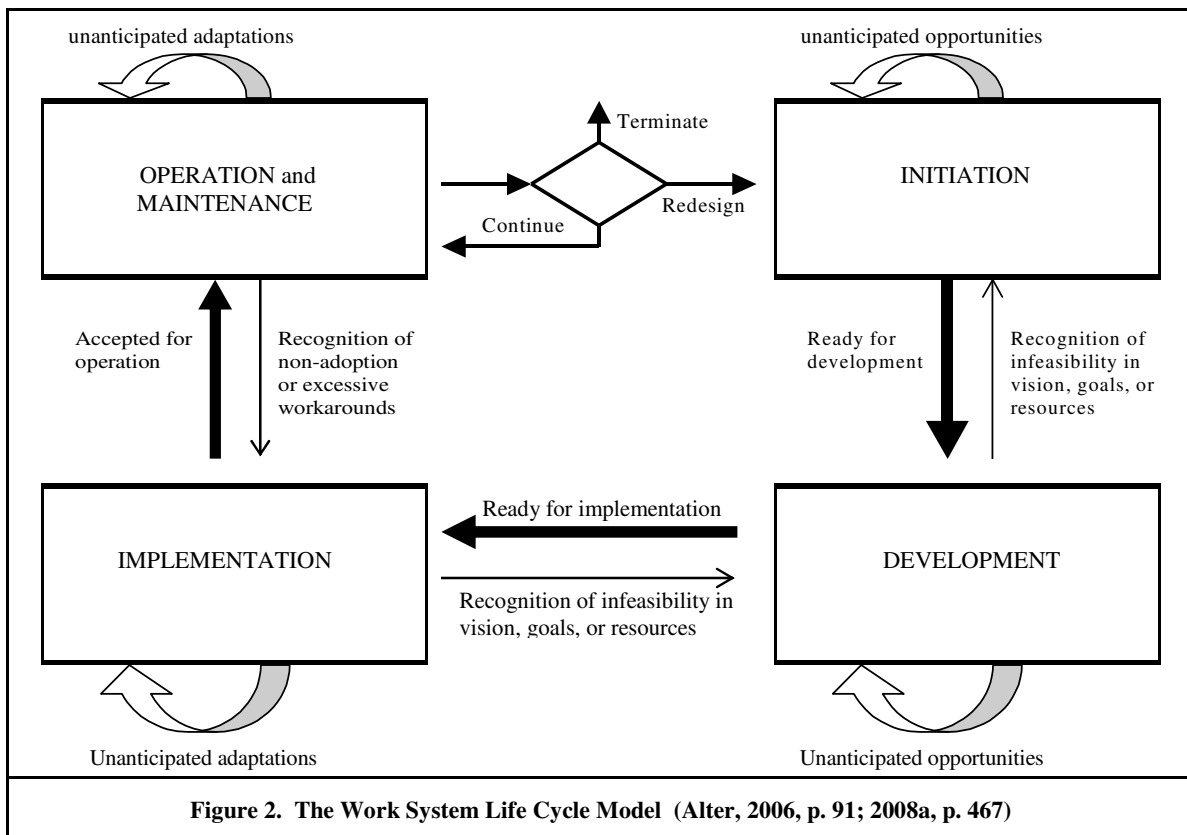 unanticipated adaptations
unanticipated opportunities
Terminate
OPERATION and
MAINTENANCE
INITIATION
Redesign
Continue
Accepted for
operation
Recognition of
non-adoption
or excessive
workarounds
Ready for
development
Recognition of
infeasibility in
vision, goals, or
resources
Ready for implementation
IMPLEMENTATION
DEVELOPMENT
Recognition of infeasibility in
vision, goals, or resources
Unanticipated adaptations
Unanticipated opportunities
Figure 2. The Work System Life Cycle Model (Alter, 2006, p. 91; 2008a, p. 467)